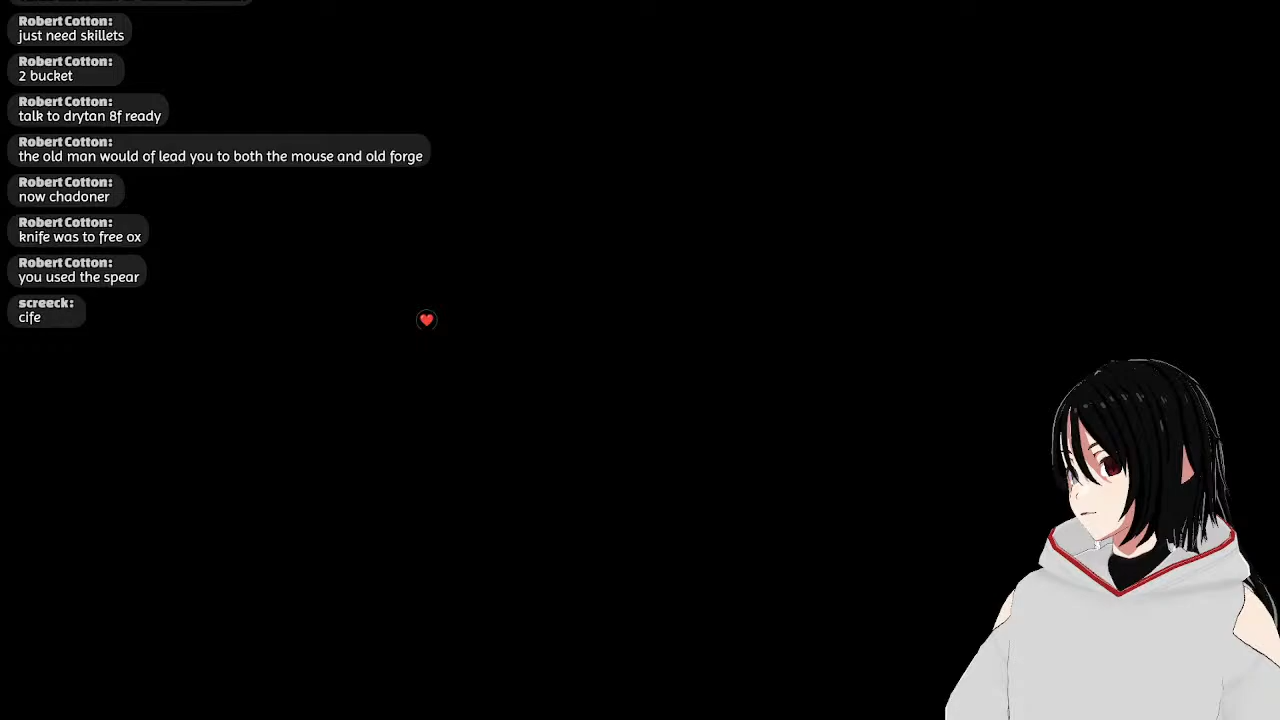 Robert Cotton:
just need skillets
Robert Cotton:
2 bucket
Robert Cotton:
talk to drytan 8f ready
Robert Cotton:
the old man would of lead you to both the mouse and old forge
Robert Cotton:
now chadoner
Robert Cotton:
knife was to free ox
Robert Cotton:
you used the spear
screeck:
cife